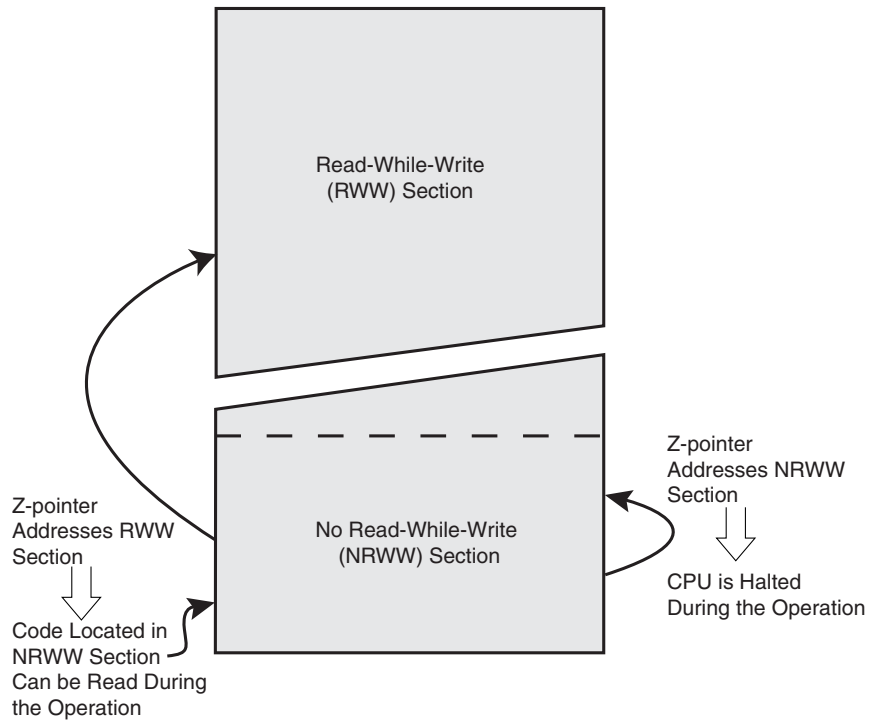 Read-While-Write
(RWW) Section
Z-pointer
Addresses NRWW
Section
Z-pointer
Addresses RWW
Section
No Read-While-Write
(NRWW) Section
CPU is Halted
During the Operation
Code Located in
NRWW Section
Can be Read During
the Operation